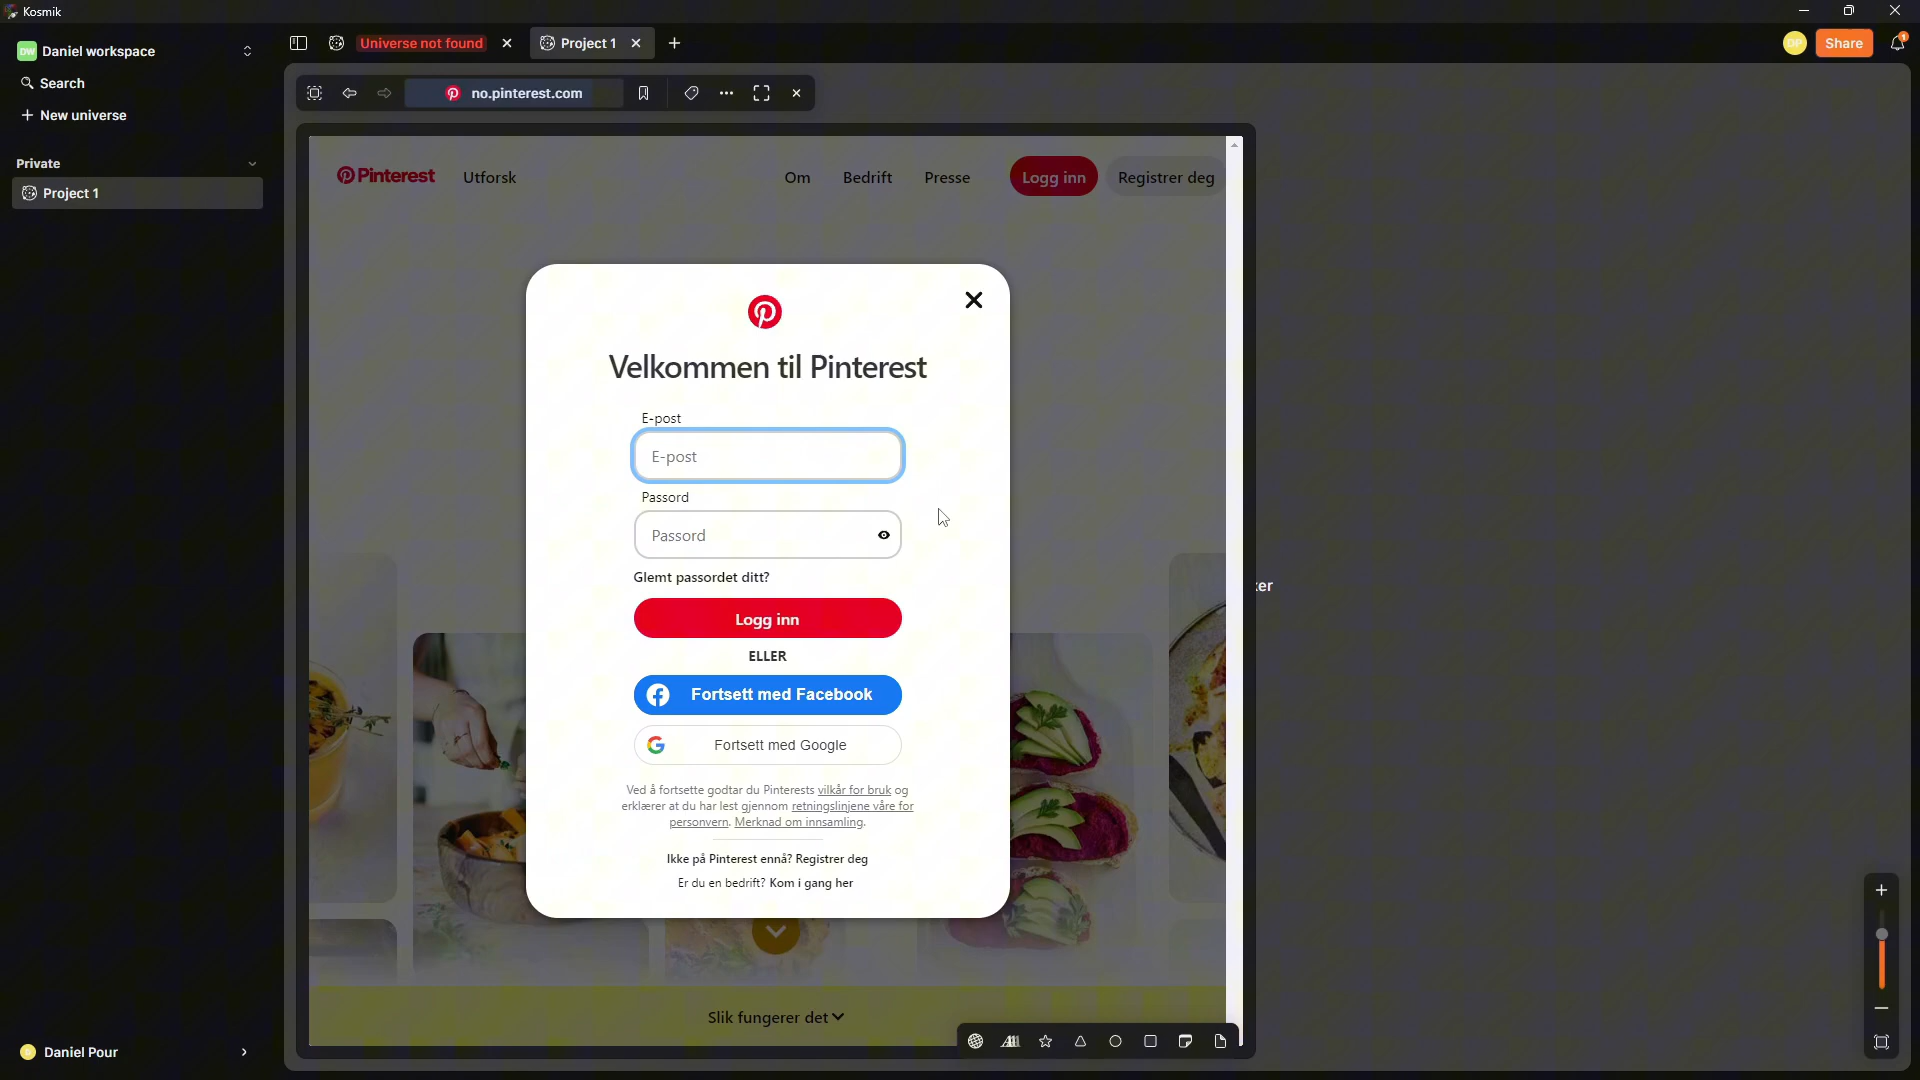 Kosmik
DW Daniel workspace
Universe not found
Project 1
DP
Share
1
Search
New universe
no.pinterest.com
Private
Project 1
Pinterest Utforsk Om Bedrift Presse Logg inn Registrer deg
Velkommen til Pinterest
E-post
E-post
Passord
Passord
Glemt passordet ditt?
Logg inn
ELLER
Fortsett med Facebook
Fortsett med Google
Ved å fortsette godtar du Pinterests vilkår for bruk og
erklærer at du har lest gjennom retningslinjene våre for
personvern. Merknad om innsamling.
Ikke på Pinterest ennå? Registrer deg
Er du en bedrift? Kom i gang her
Slik fungerer det
Daniel Pour